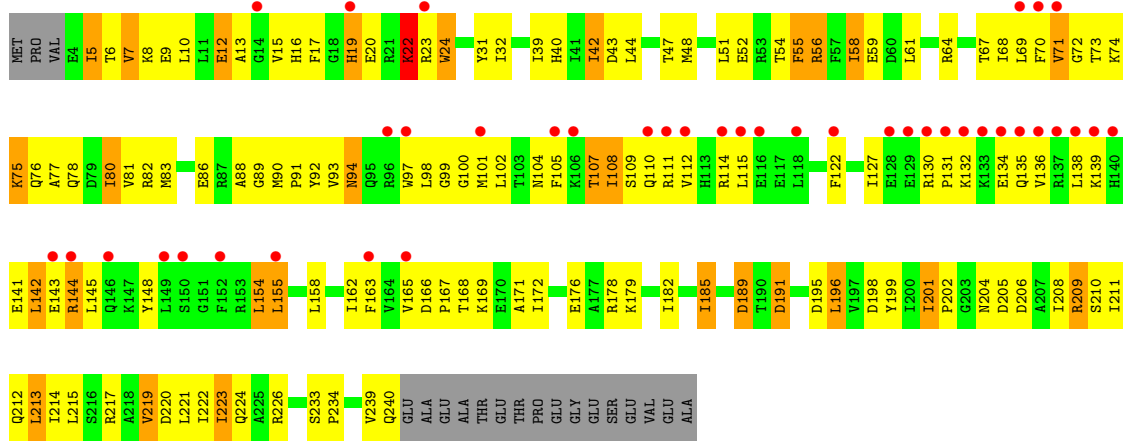 MET PRO VAL E4 I5 T6 V7 K8 E9 L10 L11 E12 A13 G14 V15 H16 F17 G18 H19 E20 R21 K22 R23 W24 Y31 I32 I39 H40 I41 I42 D43 L44 T47 M48 L51 E52 R53 T54 F55 R56 F57 I58 E59 D60 L61 R64 T67 I68 L69 F70 V71 G72 T73 K74
K75 Q76 A77 Q78 D79 I80 V81 R82 M83 E86 R87 A88 G89 M90 P91 Y92 V93 N94 Q95 R96 W97 L98 G99 G100 M101 L102 T103 N104 F105 K106 T107 I108 S109 Q110 R111 V112 H113 R114 L115 E116 E117 L118 F122 I127 E128 E129 R130 P131 K132 K133 E134 Q135 V136 R137 L138 K139 H140
E141 L142 E143 R144 L145 Q146 K147 Y148 L149 S150 G151 F152 R153 L154 L155 L158 I162 F163 V164 V165 D166 P167 T168 K169 E170 A171 I172 E176 A177 R178 K179 I182 I185 D189 T190 D191 D195 L196 V197 D198 Y199 I200 I201 P202 G203 N204 D205 D206 A207 I208 R209 S210 I211
Q212 L213 I214 L215 S216 R217 A218 V219 D220 L221 I222 I223 Q224 A225 R226 S233 P234 V239 Q240 GLU ALA GLU ALA THR GLU THR PRO GLU GLY GLU SER GLU VAL GLU ALA